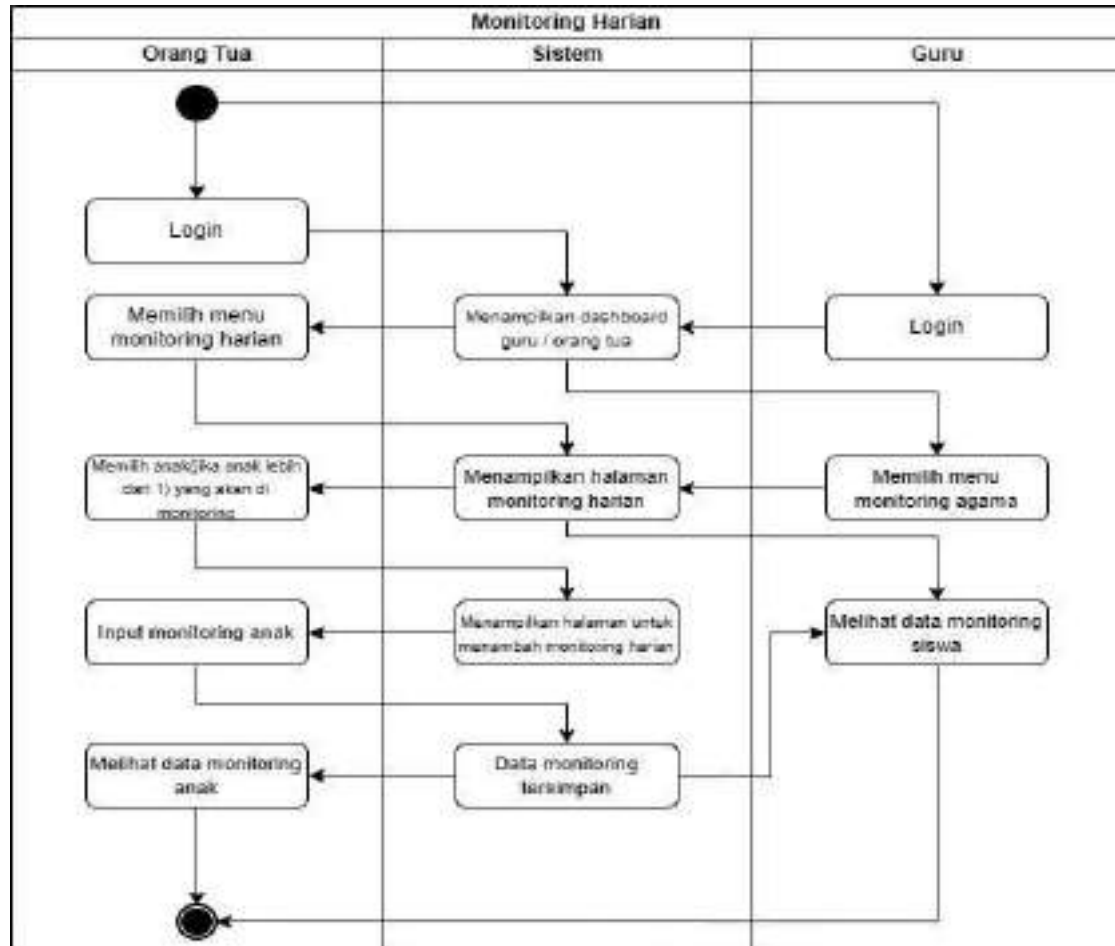 Monitoring Harian
Orang Tua
Sistem
Guru
Login
Memilih menu
monitoring harian
Menampilkan dashboard
guru / orang tua
Login
Memilih anak(jika anak lebih
dari 1) yang akan di
monitoring
Menampilkan halaman
monitoring harian
Memilih menu
monitoring agama
Input monitoring anak
Menampilkan halaman untuk
menambah monitoring harian
Melihat data monitoring
siswa
Melihat data monitoring
anak
Data monitoring
tersimpan